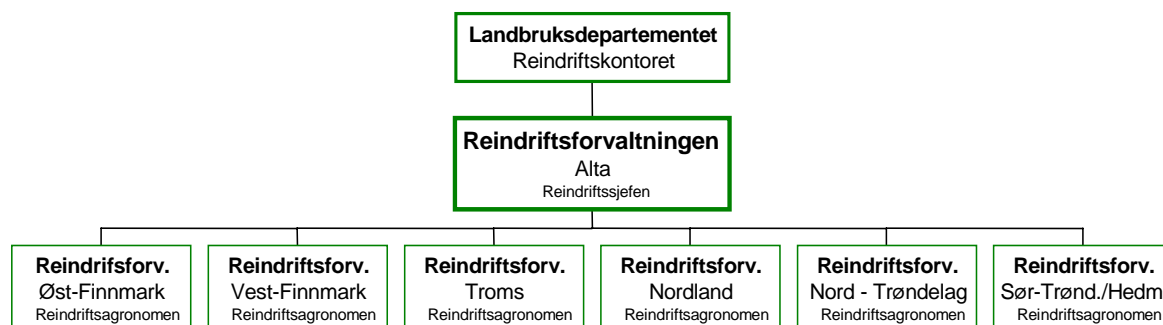 Landbruksdepartementet
Reindriftskontoret
Reindriftsforvaltningen
Alta
Reindriftssjefen
Reindrifsforv.
Øst-Finnmark
Reindriftsagronomen
Reindriftsforv.
Vest-Finnmark
Reindriftsagronomen
Reindriftsforv.
Troms
Reindriftsagronomen
Reindriftsforv.
Nordland
Reindriftsagronomen
Reindriftsforv.
Nord - Trøndelag
Reindriftsagronomen
Reindriftsforv.
Sør-Trønd./Hedm
Reindriftsagronomen